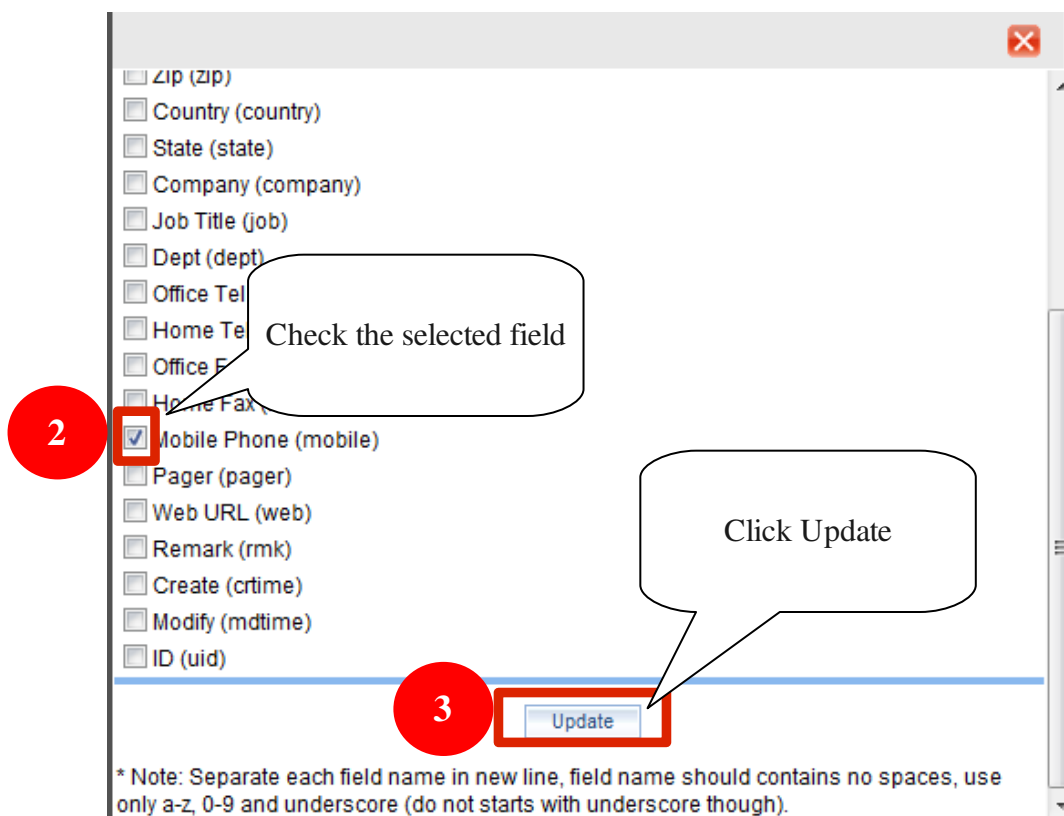 Zip (zip)
Country (country)
State (state)
Company (company)
Job Title (job)
Dept (dept)
Office Tel
Home Te
Check the selected field
Office F
Home Fax (
2
Mobile Phone (mobile)
Pager (pager)
Web URL (web)
Click Update
Remark (rmk)
Create (crtime)
Modify (mdtime)
ID (uid)
3
Update
* Note: Separate each field name in new line, field name should contains no spaces, use
only a-z, 0-9 and underscore (do not starts with underscore though).